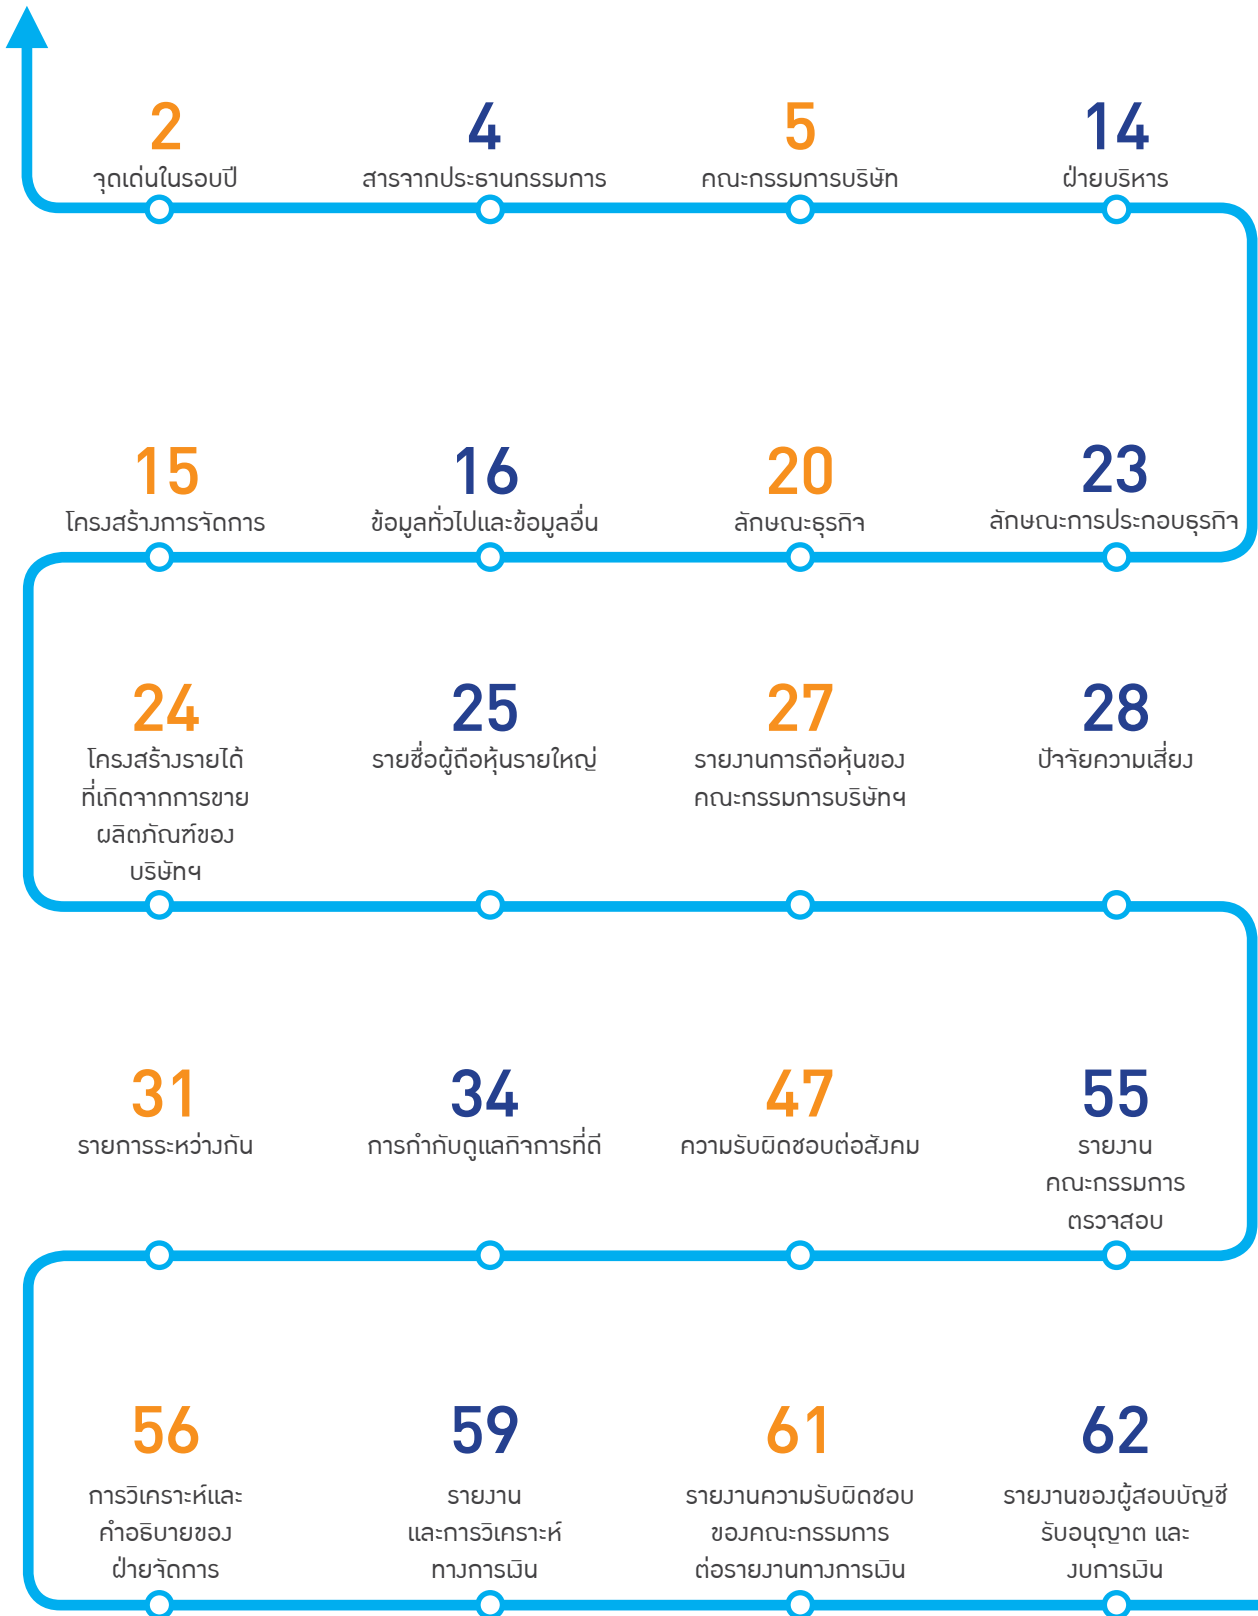 2
จุดเด่นในรอบปี
4
สารจากประธานกรรมการ
5
คณะกรรมการบริษัท
14
ฝ่ายบริหาร
15
โครงสร้างการจัดการ
16
ข้อมูลทั่วไปและข้อมูลอื่น
20
ลักษณะธุรกิจ
23
ลักษณะการประกอบธุรกิจ
24
โครงสร้างรายได้
ที่เกิดจากการขาย
ผลิตภัณฑ์ของ
บริษัทฯ
25
รายชื่อผู้ถือหุ้นรายใหญ่
27
รายงานการถือหุ้นของ
คณะกรรมการบริษัทฯ
28
ปัจจัยความเสี่ยง
31
รายการระหว่างกัน
34
การกำกับดูแลกิจการที่ดี
47
ความรับผิดชอบต่อสังคม
55
รายงาน
คณะกรรมการ
ตรวจสอบ
56
การวิเคราะห์และ
คำอธิบายของ
ฝ่ายจัดการ
59
รายงาน
และการวิเคราะห์
ทางการเงิน
61
รายงานความรับผิดชอบ
ของคณะกรรมการ
ต่อรายงานทางการเงิน
62
รายงานของผู้สอบบัญชี
รับอนุญาต และ
งบการเงิน